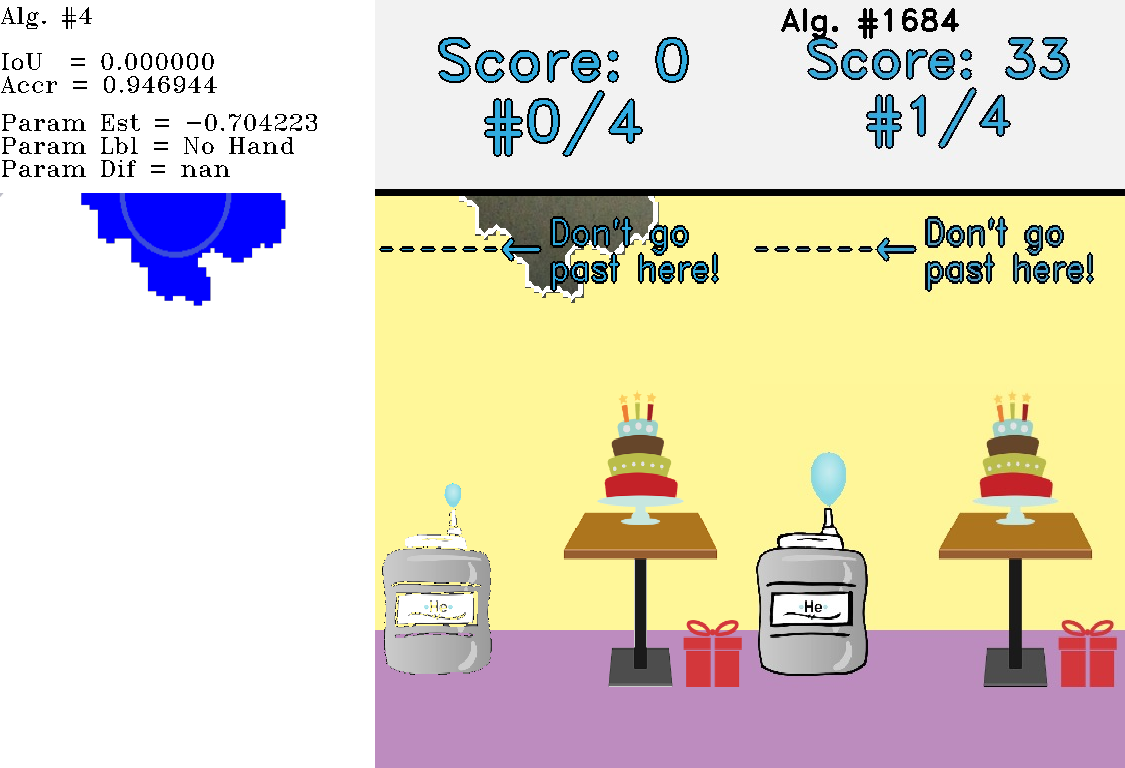 Alg. #4
IoU = 0.000000
Accr = 0.946944
Param Est = −0.704223
Param Lbl = No Hand
Param Dif = nan
Score: 0
#0/4
Don't go
past here!
He
Alg. #1684
Score: 33
#1/4
Don't go
past here!
He